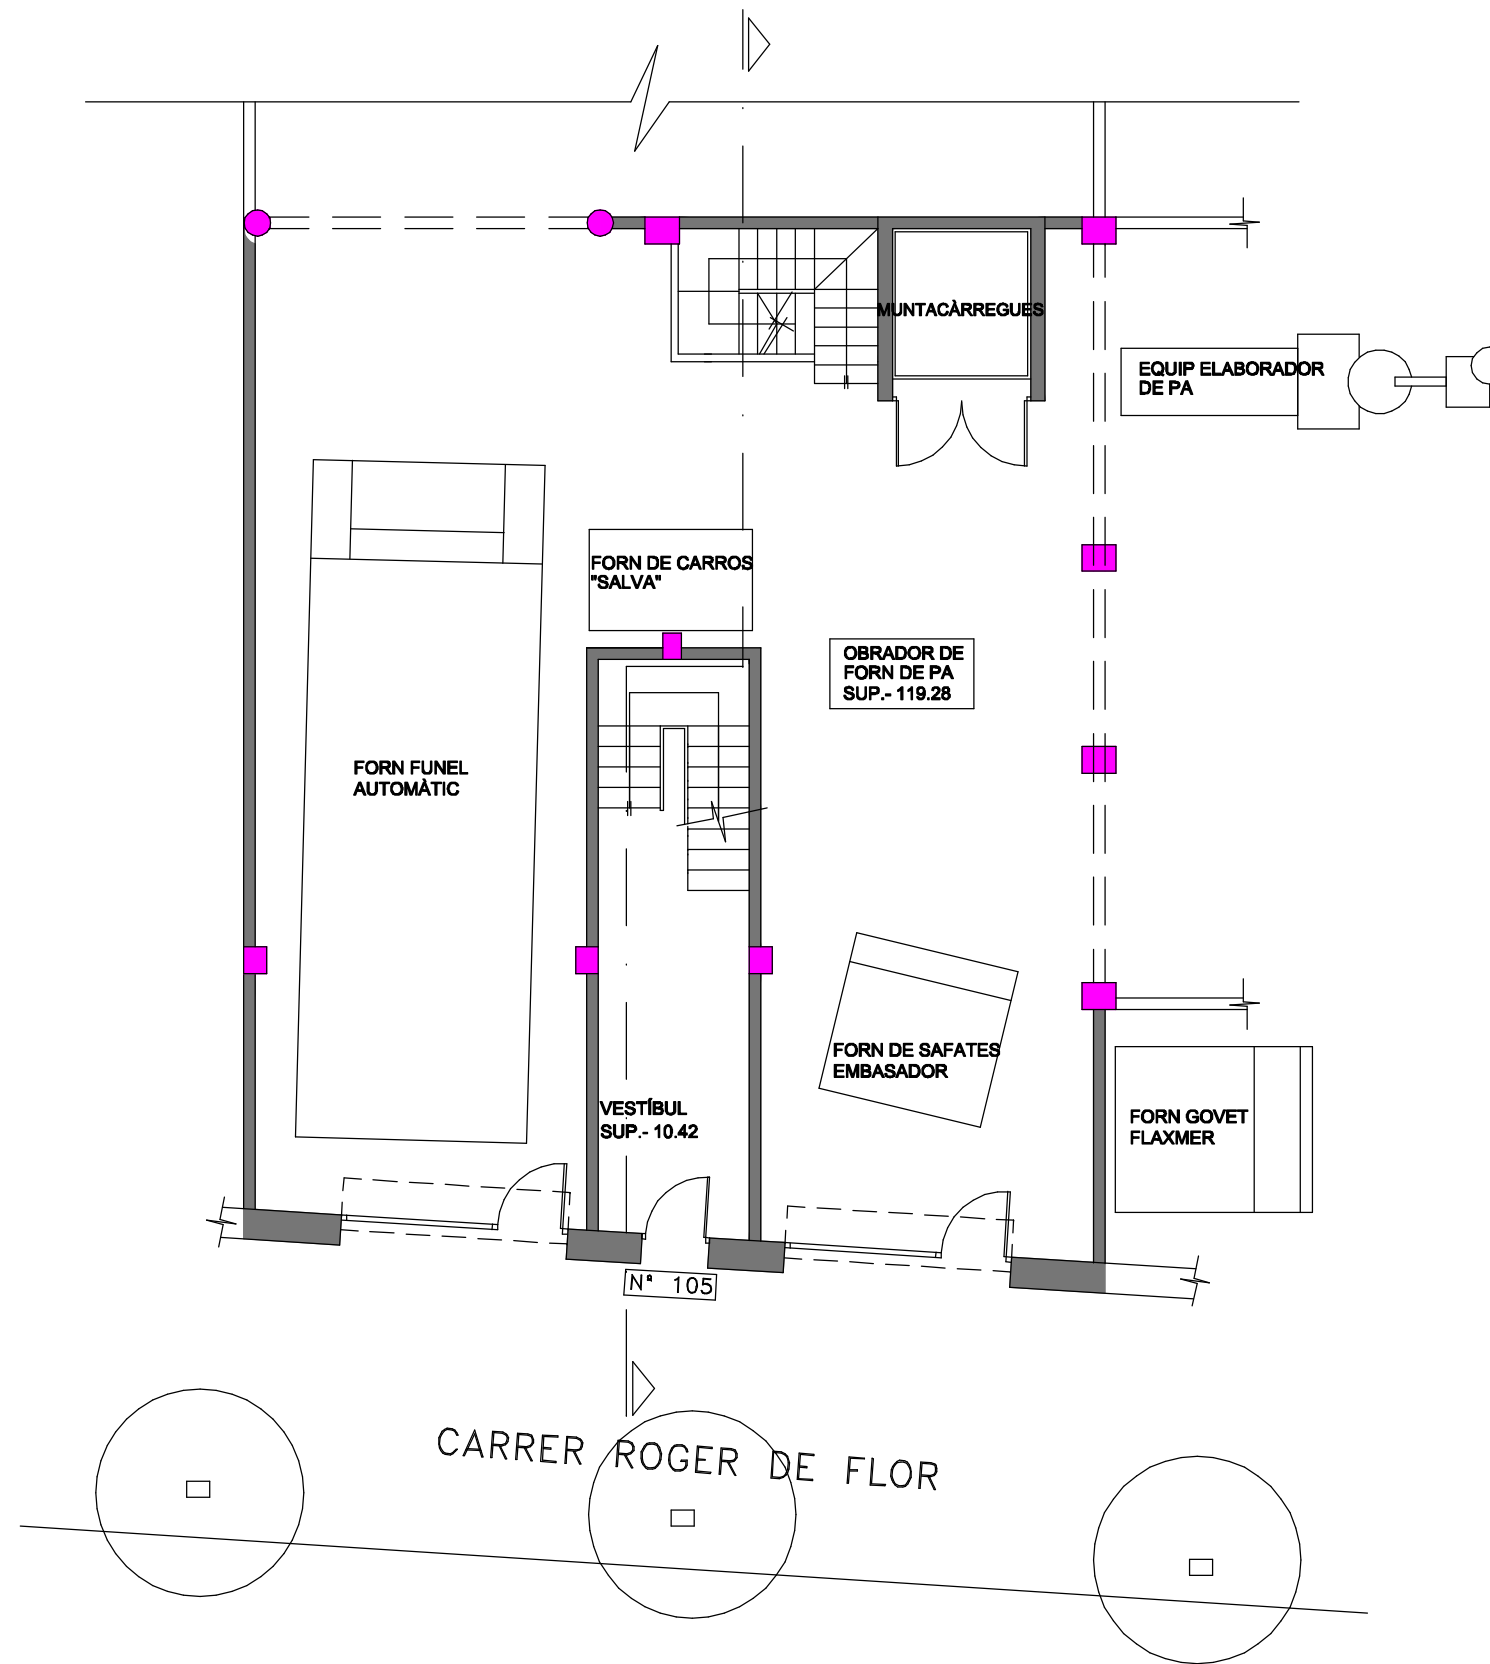 MUNTACÀRREGUES
EQUIP ELABORADOR
DE PA
FORN DE CARROS
"SALVA"
OBRADOR DE
FORN DE PA
SUP.- 119.28
FORN FUNEL
AUTOMÀTIC
FORN DE SAFATES
EMBASADOR
VESTÍBUL
SUP.- 10.42
FORN GOVET
FLAXMER
Nª 105
CARRER ROGER DE FLOR